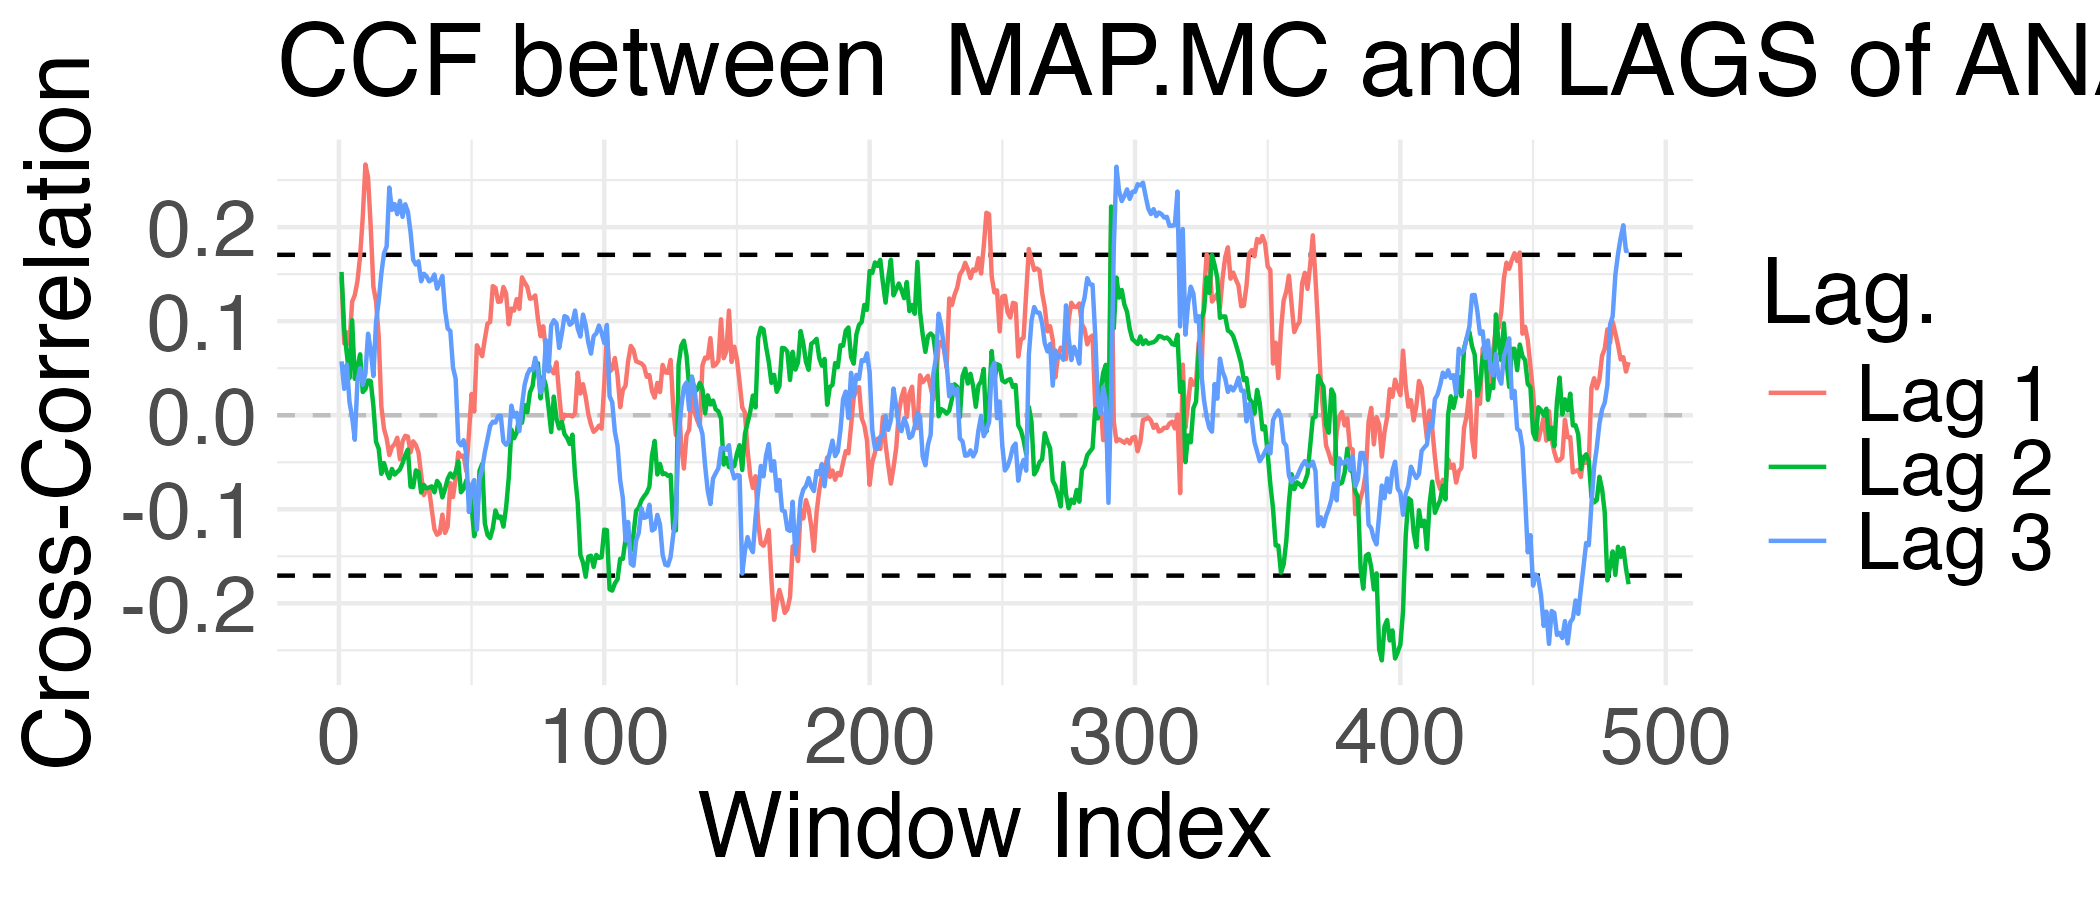 CCF between  MAP.MC and LAGS of ANA
Cross-Correlation
0.2
0.1
0.0
-0.1
-0.2
0 100 200 300 400 500
Window Index
Lag.
Lag 1
Lag 2
Lag 3